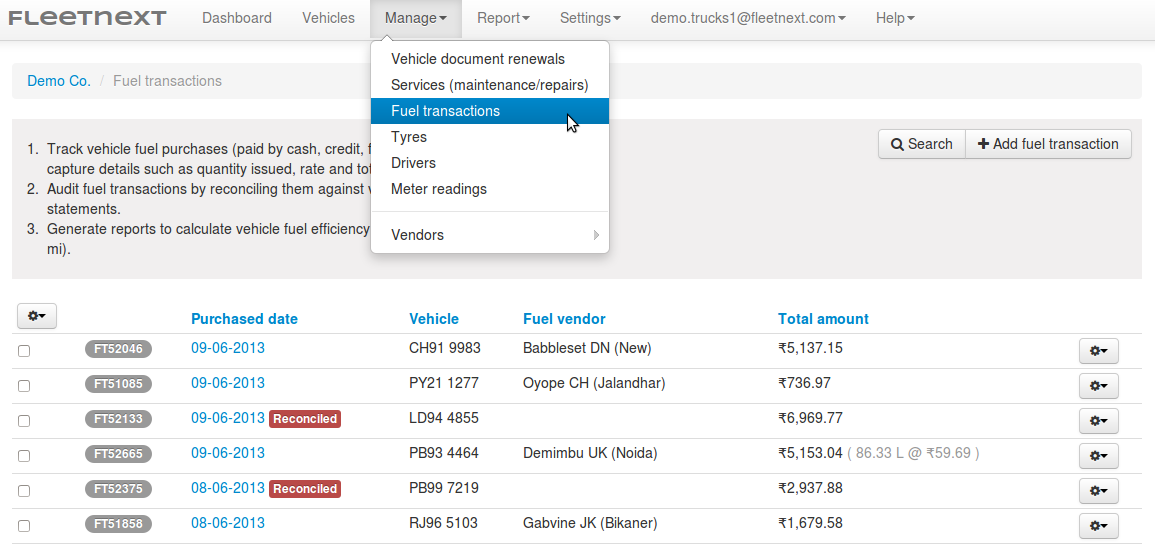 FLEETNEXT Dashboard Vehicles Manage Report Settings demo.trucks1@fleetnext.com Help
Vehicle document renewals
Services (maintenance/repairs)
Fuel transactions
Tyres
Drivers
Meter readings
Vendors
Demo Co. / Fuel transactions
Search Add fuel transaction
1. Track vehicle fuel purchases (paid by cash, credit,
capture details such as quantity issued, rate and
2. Audit fuel transactions by reconciling them against
statements.
3. Generate reports to calculate vehicle fuel efficiency
mi).
Purchased date Vehicle Fuel vendor Total amount
FT52046 09-06-2013 CH91 9983 Babbleset DN (New) ₹5,137.15
FT51085 09-06-2013 PY21 1277 Oyope CH (Jalandhar) ₹736.97
FT52133 09-06-2013 Reconciled LD94 4855 ₹6,969.77
FT52665 09-06-2013 PB93 4464 Demimbu UK (Noida) ₹5,153.04 ( 86.33 L @ ₹59.69 )
FT52375 08-06-2013 Reconciled PB99 7219 ₹2,937.88
FT51858 08-06-2013 RJ96 5103 Gabvine JK (Bikaner) ₹1,679.58